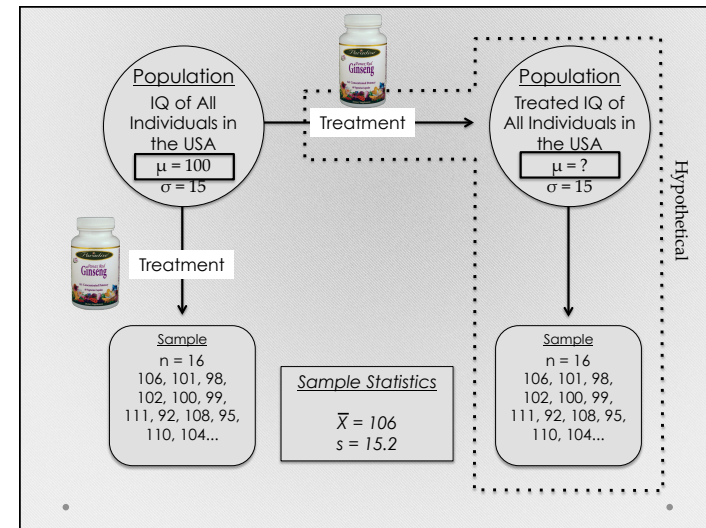 Population
IQ of All
Individuals in
the USA
μ = 100
σ = 15
Ginseng
Treatment
Population
Treated IQ of
All Individuals in
the USA
μ = ?
σ = 15
Hypothetical
Ginseng
Treatment
Sample
n = 16
106, 101, 98,
102, 100, 99,
111, 92, 108, 95,
110, 104...
Sample Statistics
X̅ = 106
s = 15.2
Sample
n = 16
106, 101, 98,
102, 100, 99,
111, 92, 108, 95,
110, 104...